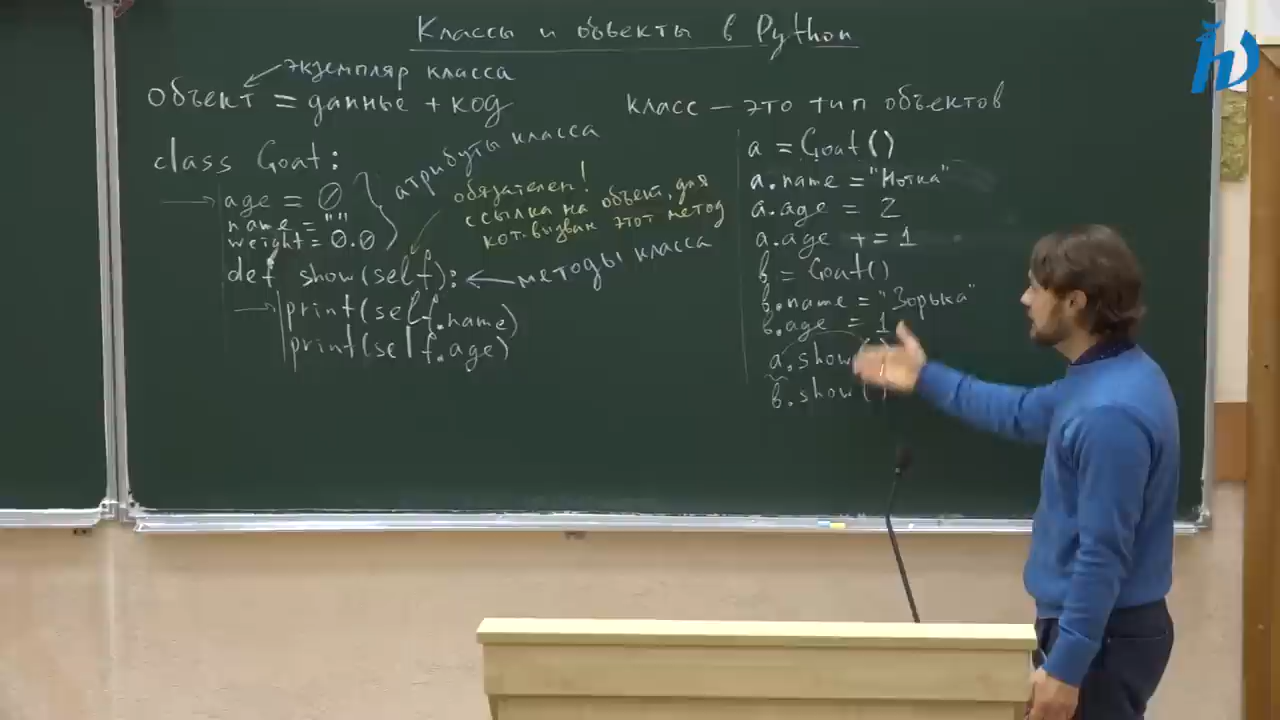 Классы и объекты в Python
экземпляр класса
объект = данные + код
class Goat:
age = 0
name = ""
weight = 0.0
атрибуты класса
обязателен!
ссылка на объект, для
кот. вызван этот метод
def show(self):
методы класса
print(self.name)
print(self.age)
класс — это тип объектов
a = Goat()
a.name = "Нютка"
a.age = 2
a.age += 1
b = Goat()
b.name = "Зорька"
b.age = 1
a.show()
b.show()